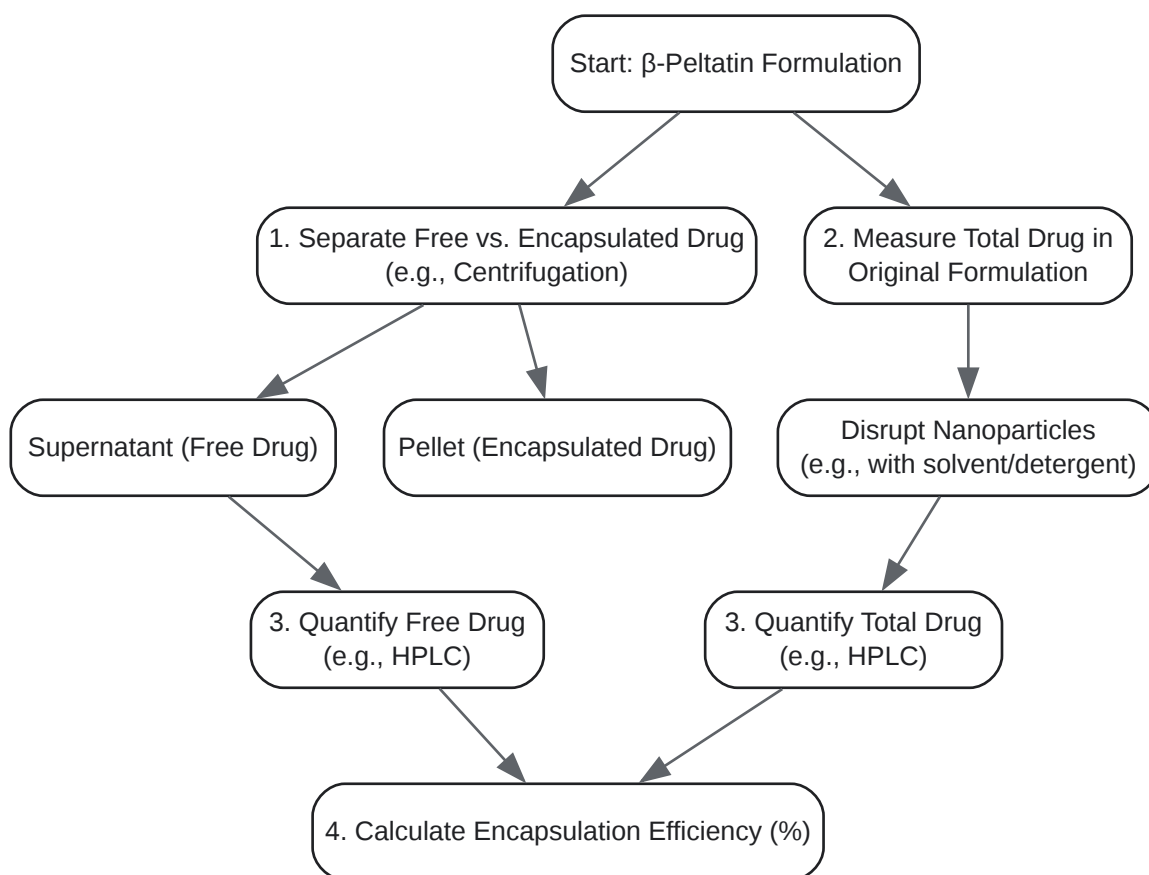 Start: β-Peltatin Formulation
1. Separate Free vs. Encapsulated Drug
(e.g., Centrifugation)
2. Measure Total Drug in
Original Formulation
Supernatant (Free Drug)
Pellet (Encapsulated Drug)
Disrupt Nanoparticles
(e.g., with solvent/detergent)
3. Quantify Free Drug
(e.g., HPLC)
3. Quantify Total Drug
(e.g., HPLC)
4. Calculate Encapsulation Efficiency (%)